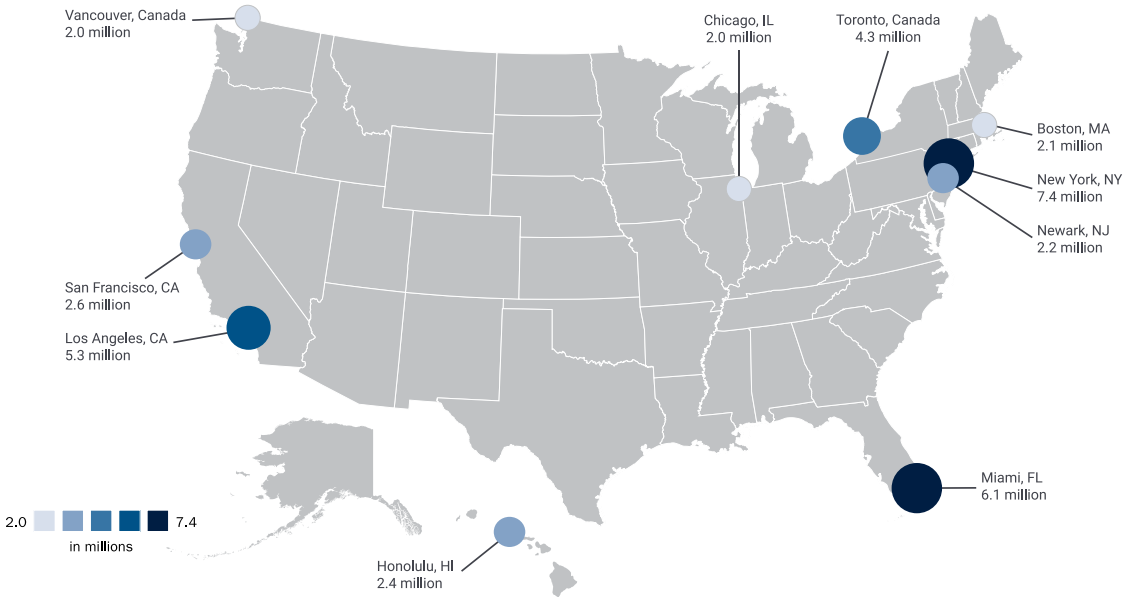 Vancouver, Canada
2.0 million
Chicago, IL
2.0 million
Toronto, Canada
4.3 million
Boston, MA
2.1 million
New York, NY
7.4 million
Newark, NJ
2.2 million
San Francisco, CA
2.6 million
Los Angeles, CA
5.3 million
Miami, FL
6.1 million
2.0 7.4
in millions
Honolulu, HI
2.4 million